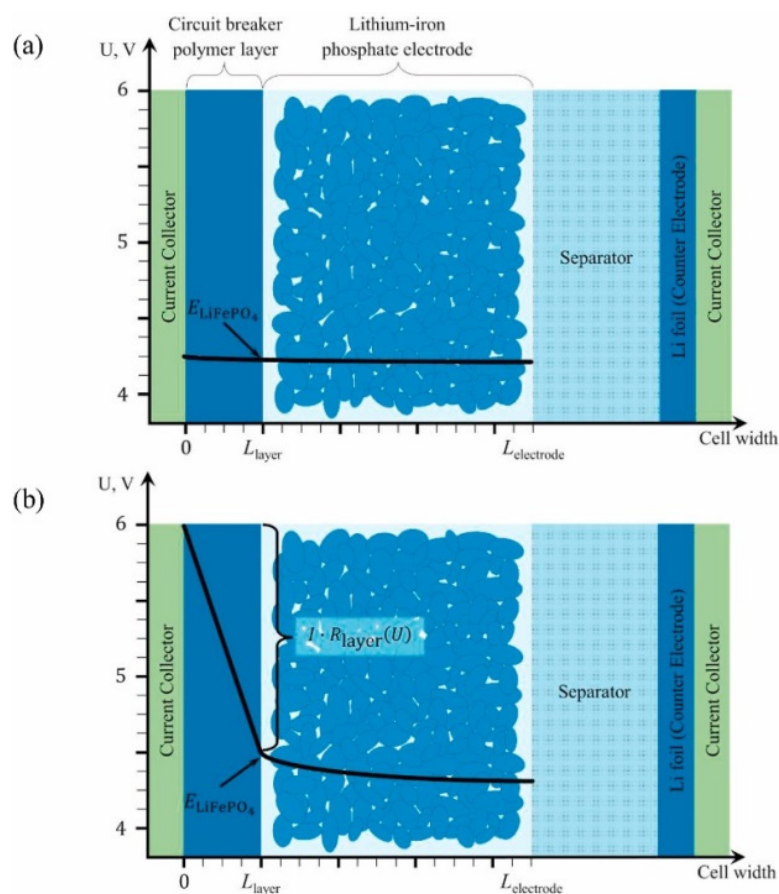 (a)
U, V
Circuit breaker
polymer layer
Lithium-iron
phosphate electrode
6
5
4
Current Collector
E_LiFePO₄
Separator
Li foil (Counter Electrode)
Current Collector
0
L_layer
L_electrode
Cell width
(b)
U, V
6
5
4
Current Collector
I · R_layer(U)
E_LiFePO₄
Separator
Li foil (Counter Electrode)
Current Collector
0
L_layer
L_electrode
Cell width